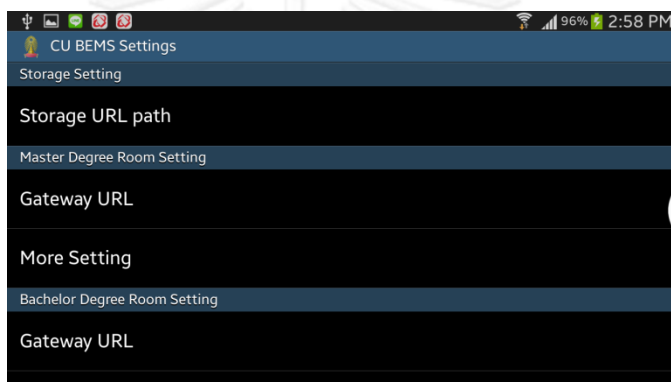 96% 2:58 PM
CU BEMS Settings
Storage Setting
Storage URL path
Master Degree Room Setting
Gateway URL
More Setting
Bachelor Degree Room Setting
Gateway URL